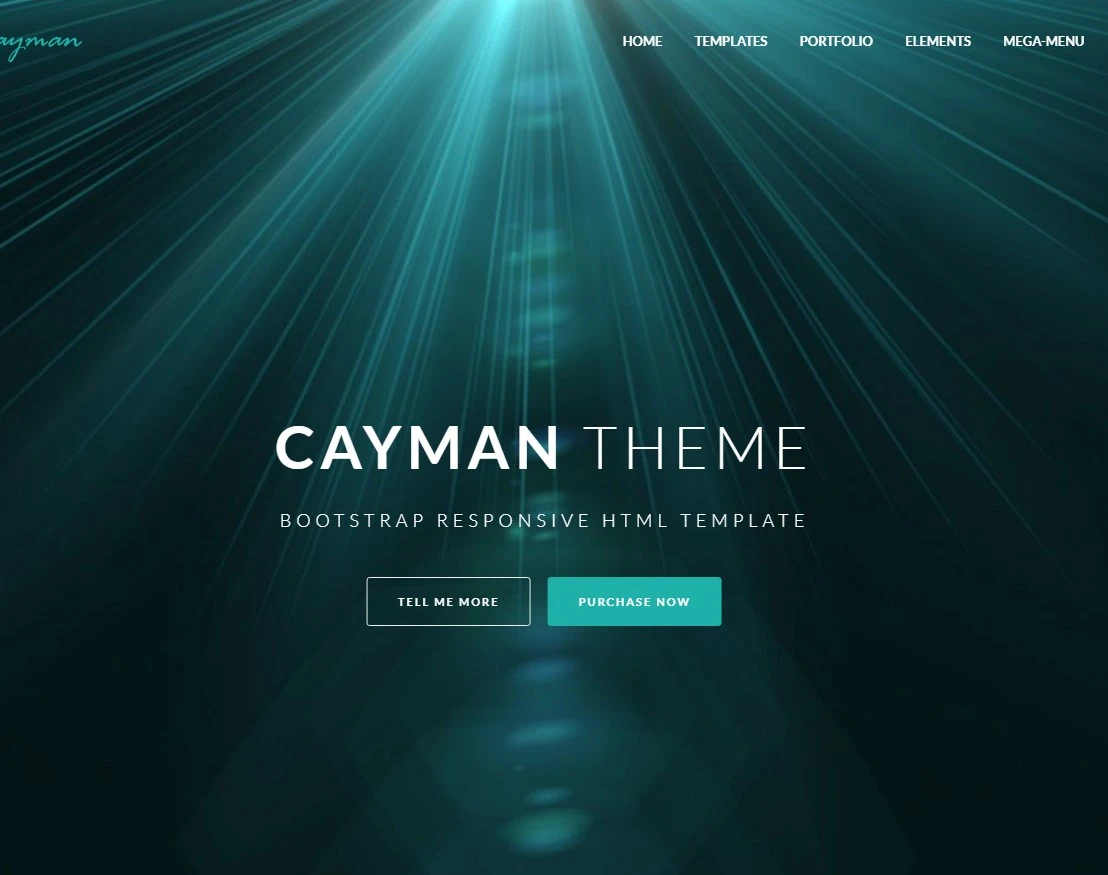 ayman
HOME TEMPLATES PORTFOLIO ELEMENTS MEGA-MENU
CAYMAN THEME
BOOTSTRAP RESPONSIVE HTML TEMPLATE
TELL ME MORE PURCHASE NOW